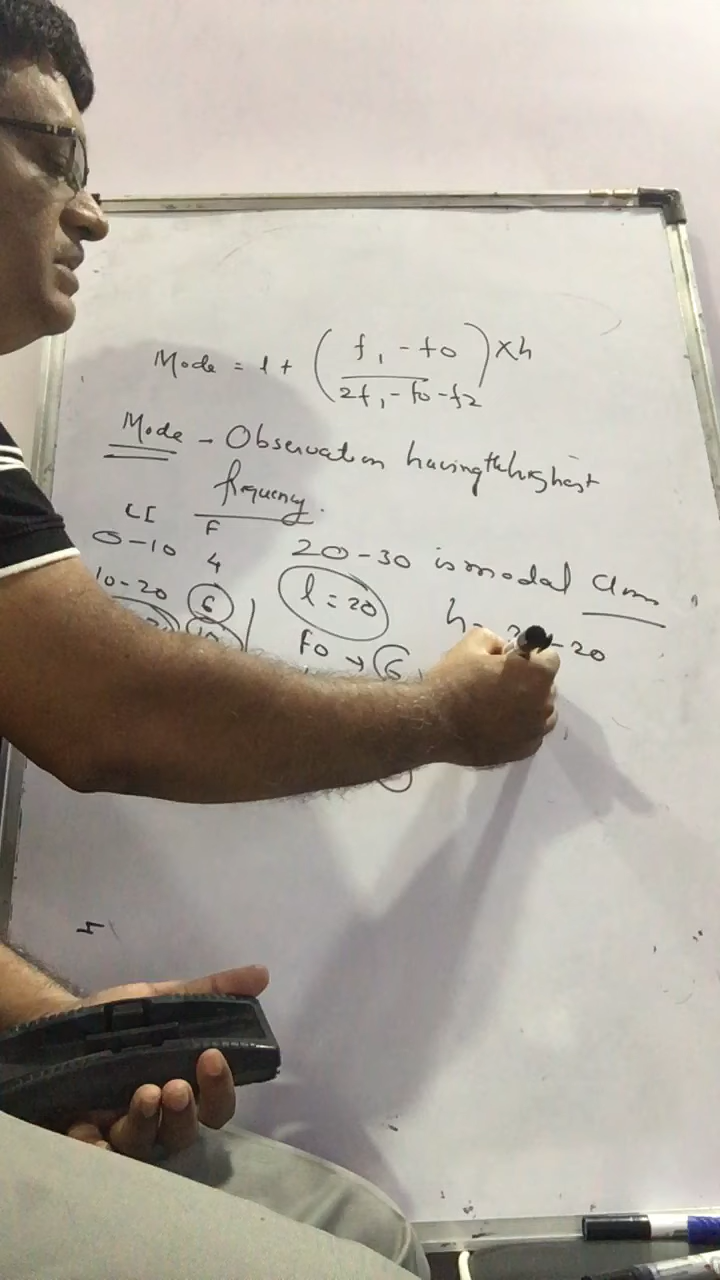 Mode = l + ( f1 - f0 / 2f1 - f0 - f2 ) × h
Mode - Observation having the highest
frequency.
CI F
0-10 4
10-20 6
20-30 is modal Class
l = 20
h = -20
f0 → 6